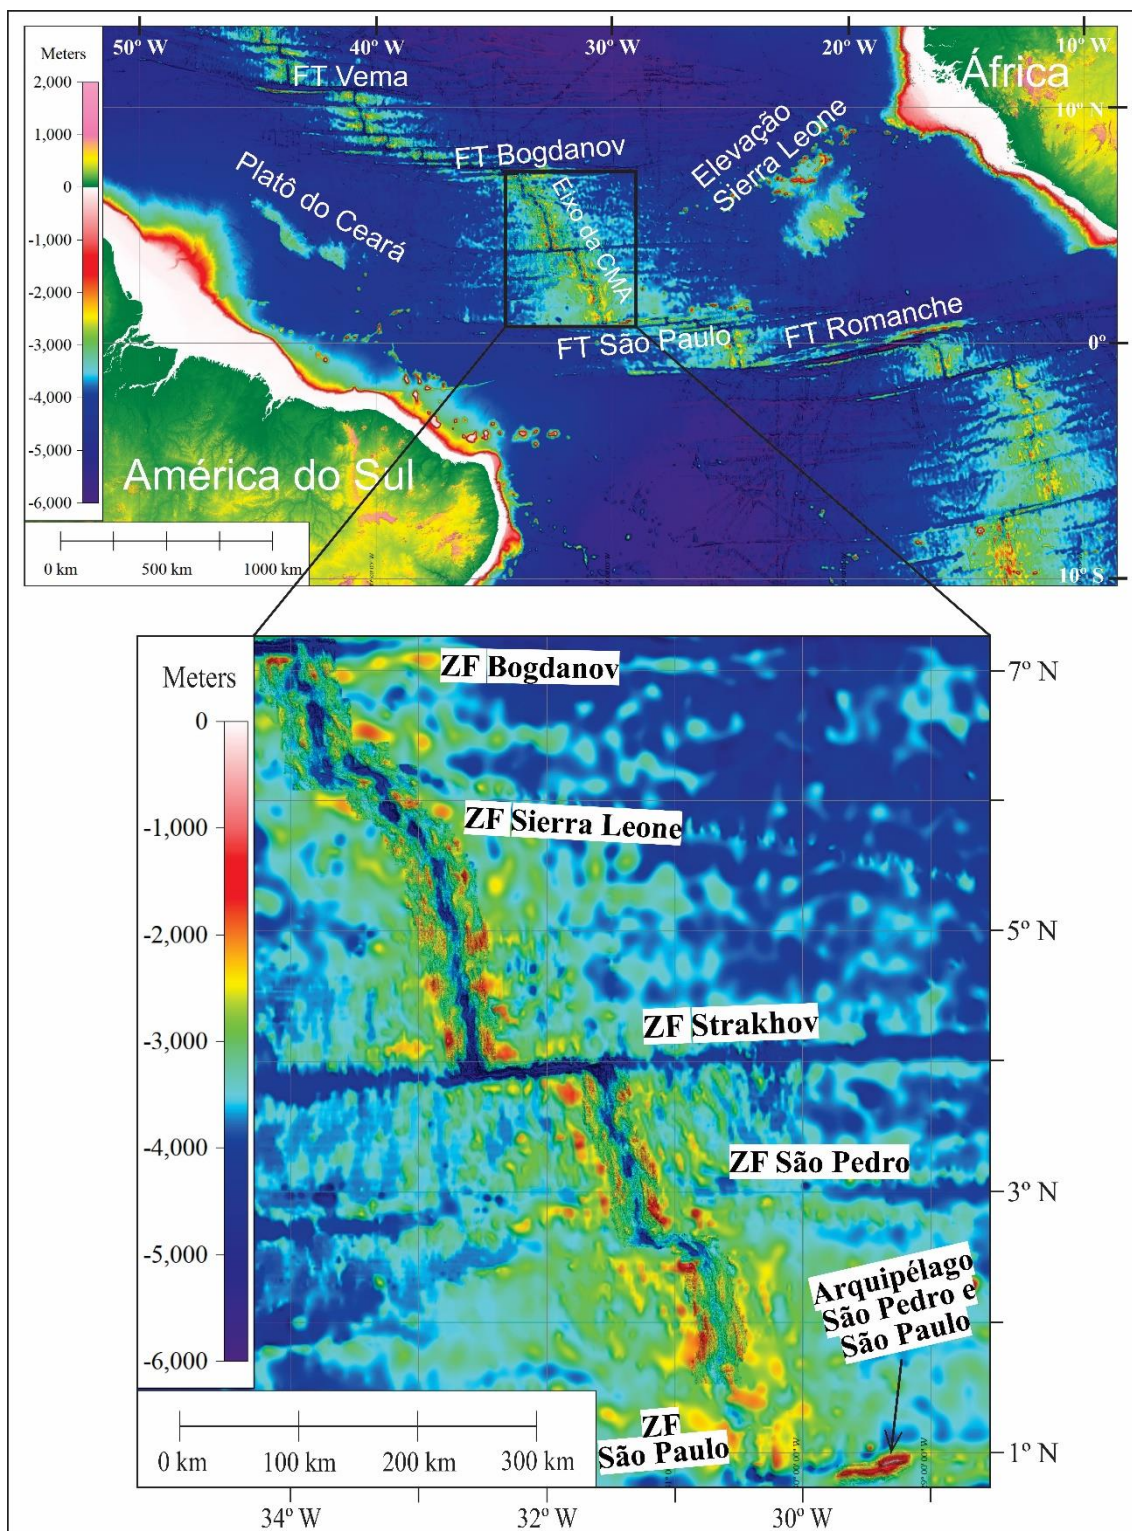 50° W
40° W
30° W
20° W
10° W
Meters
2,000
1,000
0
-1,000
-2,000
-3,000
-4,000
-5,000
-6,000
FT Vema
África
10° N
FT Bogdanov
Elevação
Sierra Leone
Platô do Ceará
Eixo da CMA
FT São Paulo
FT Romanche
0°
América do Sul
10° S
0 km
500 km
1000 km
Meters
0
-1,000
-2,000
-3,000
-4,000
-5,000
-6,000
ZF Bogdanov
7° N
ZF Sierra Leone
5° N
ZF Strakhov
ZF São Pedro
3° N
Arquipélago
São Pedro e
São Paulo
ZF
São Paulo
1° N
0 km
100 km
200 km
300 km
34° W
32° W
30° W